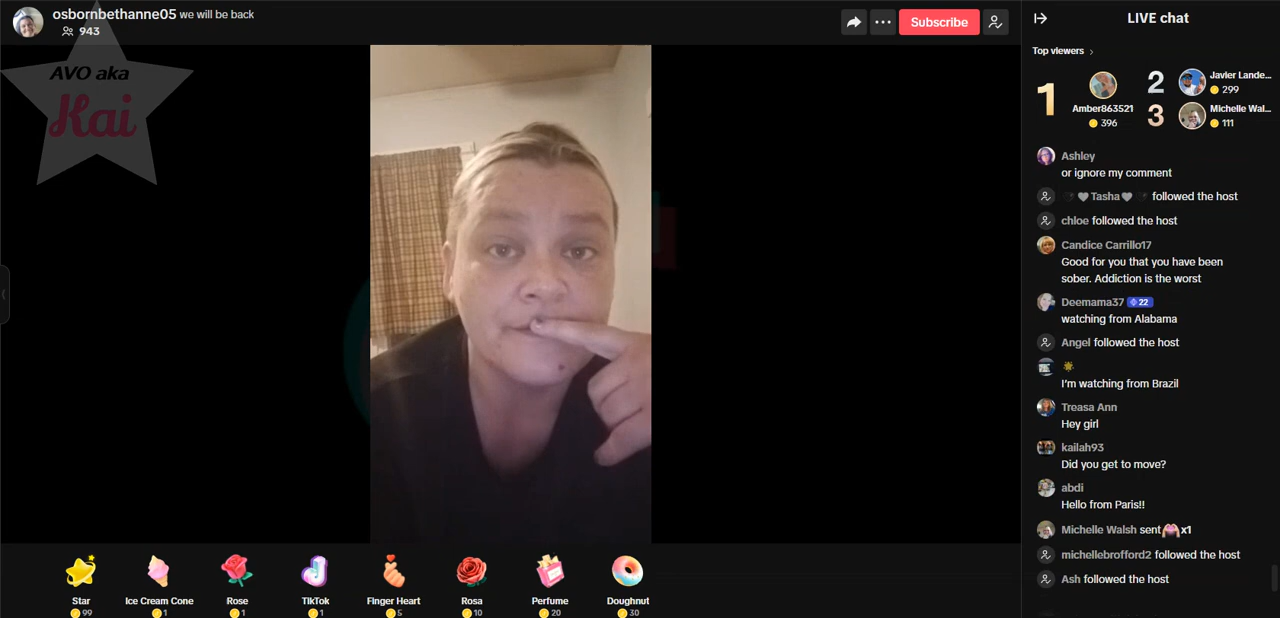 osbornbethanne05 we will be back
943
Subscribe
AVO aka
Kai
LIVE chat
Top viewers
1
Amber863521
396
2
Javier Lande...
299
3
Michelle Wal...
111
Ashley
or ignore my comment
Tasha followed the host
chloe followed the host
Candice Carrillo17
Good for you that you have been
sober. Addiction is the worst
Deemama37 22
watching from Alabama
Angel followed the host
I'm watching from Brazil
Treasa Ann
Hey girl
kailah93
Did you get to move?
abdi
Hello from Paris!!
Michelle Walsh sent x1
michellebrofford2 followed the host
Ash followed the host
Star
99
Ice Cream Cone
1
Rose
1
TikTok
1
Finger Heart
5
Rosa
10
Perfume
20
Doughnut
30